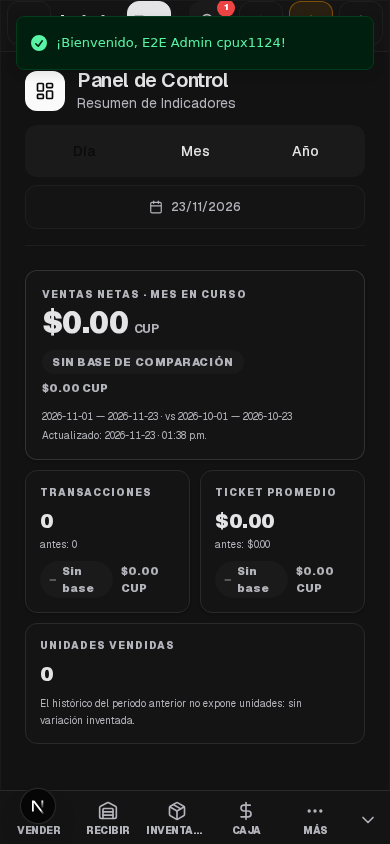 1
¡Bienvenido, E2E Admin cpux1124!
Panel de Control
Resumen de Indicadores
Día Mes Año
23/11/2026
VENTAS NETAS · MES EN CURSO
$0.00 CUP
SIN BASE DE COMPARACIÓN
$0.00 CUP
2026-11-01 — 2026-11-23 · vs 2026-10-01 — 2026-10-23
Actualizado: 2026-11-23 · 01:38 p.m.
TRANSACCIONES
0
antes: 0
— Sin base
$0.00 CUP
TICKET PROMEDIO
$0.00
antes: $0.00
— Sin base
$0.00 CUP
UNIDADES VENDIDAS
0
El histórico del período anterior no expone unidades: sin
variación inventada.
N
VENDER RECIBIR INVENTA... CAJA MÁS